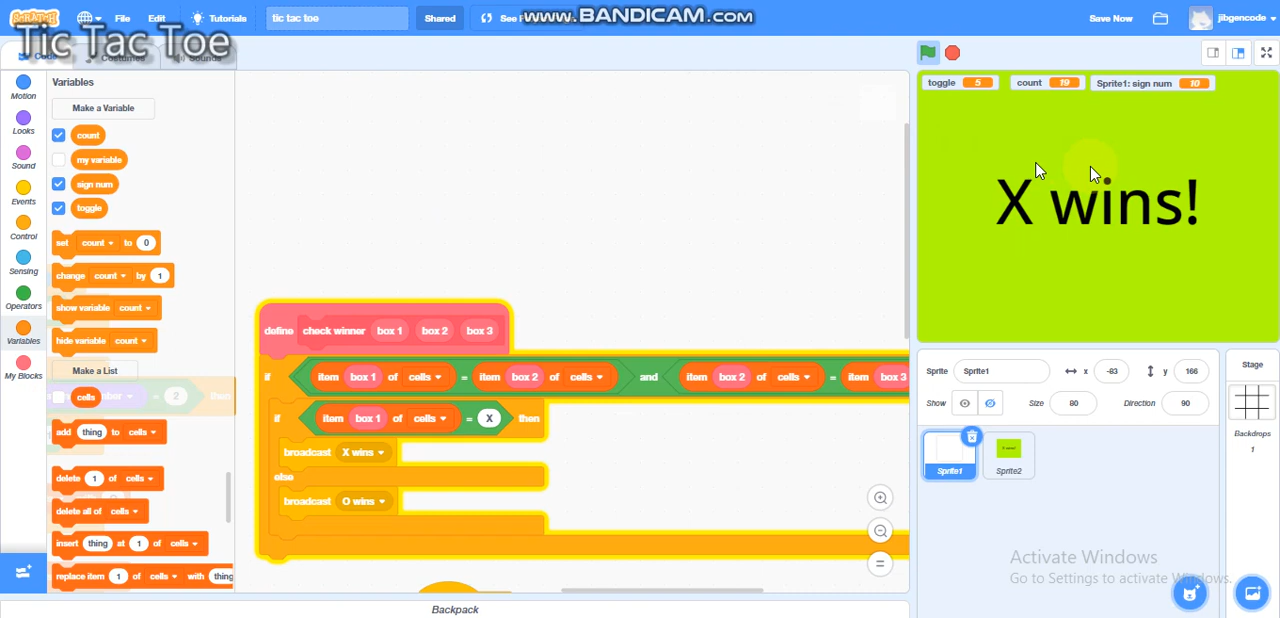 SCRATCH File Edit Tutorials tic tac toe Shared www.BANDICAM.COM Save Now jibgencode
Tic Tac Toe
Code Costumes Sounds
Motion
Looks
Sound
Events
Control
Sensing
Operators
Variables
My Blocks
Variables
Make a Variable
count
my variable
sign num
toggle
set count to 0
change count by 1
show variable count
hide variable count
Make a List
= 2 then
cells
add thing to cells
delete 1 of cells
delete all of cells
insert thing at 1 of cells
replace item 1 of cells with thing
define check winner box 1 box 2 box 3
if item box 1 of cells = item box 2 of cells and item box 2 of cells = item box 3
if item box 1 of cells = X then
broadcast X wins
else
broadcast O wins
Backpack
toggle 5 count 19 Sprite1: sign num 10
X wins!
Sprite Sprite1 x -83 y 166
Show Size 80 Direction 90
Sprite1 Sprite2
Stage
Backdrops
1
Activate Windows
Go to Settings to activate Windows.